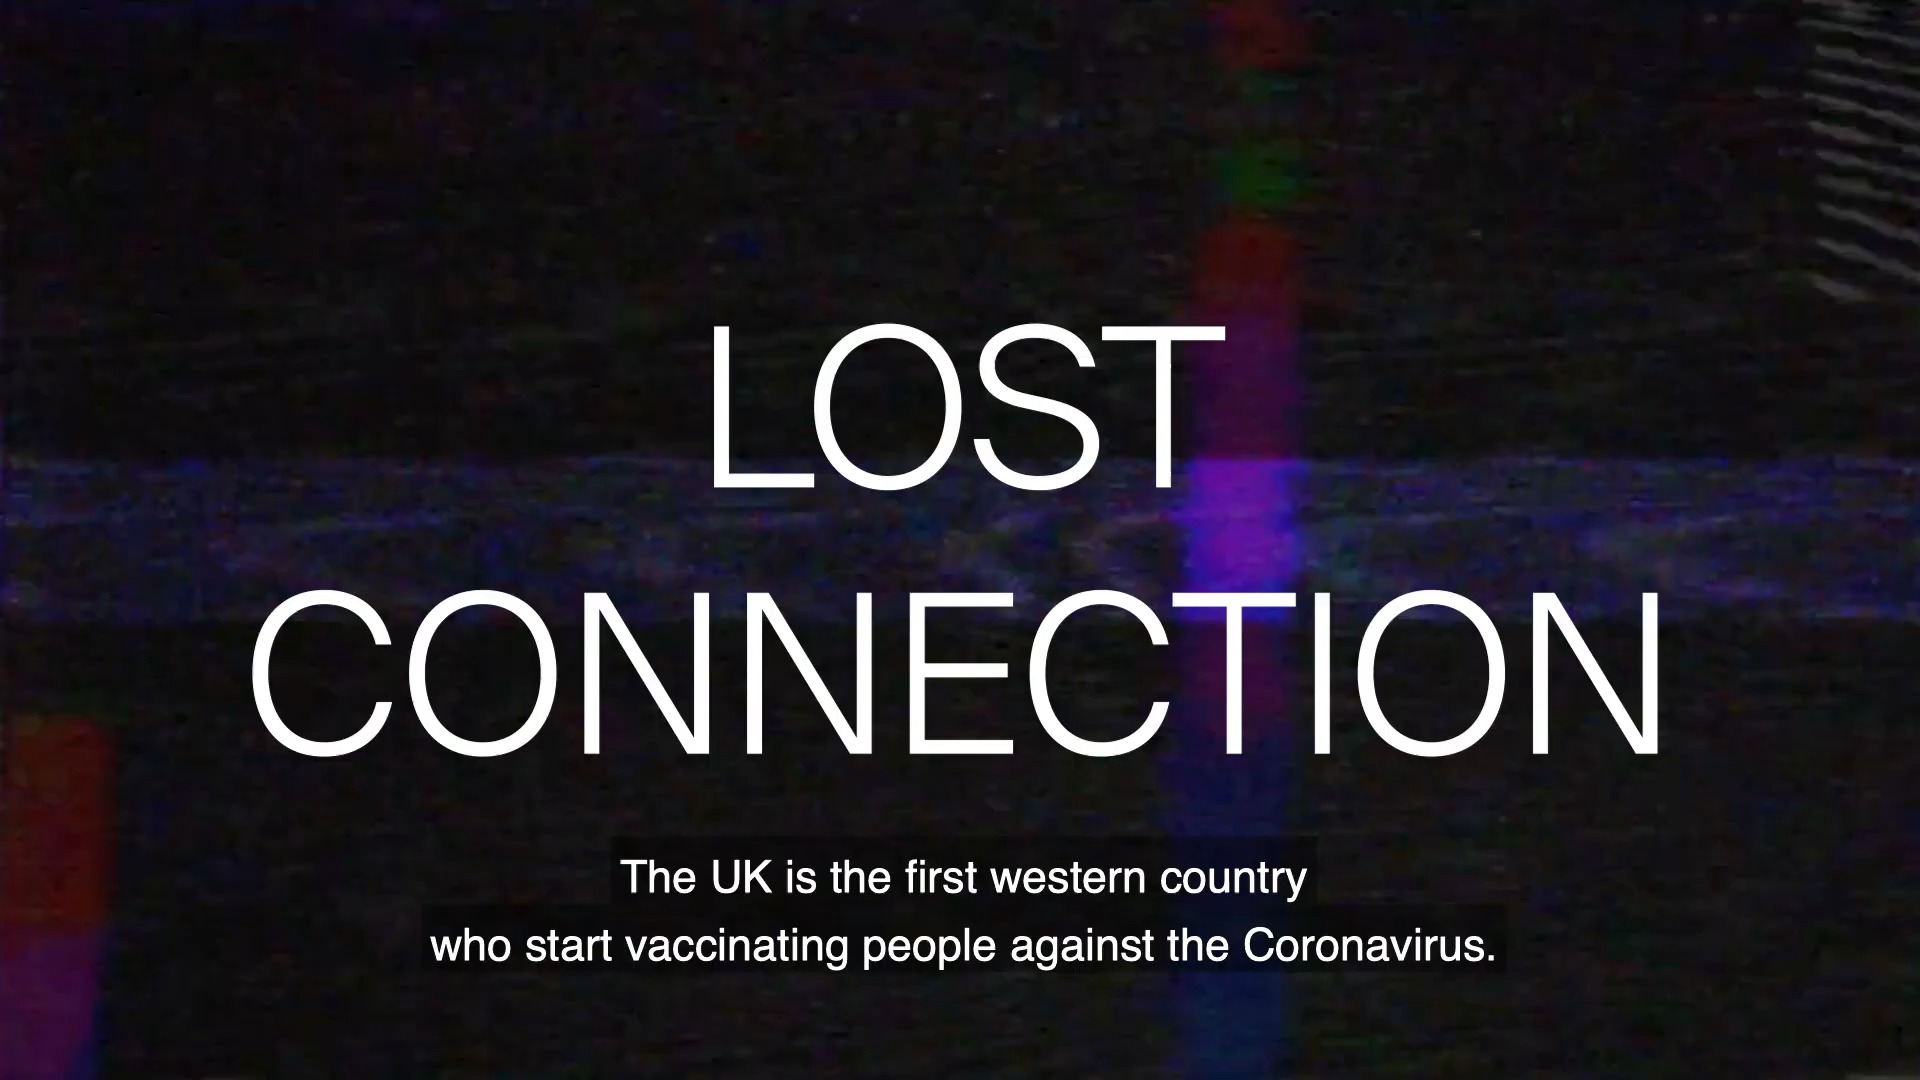 LOST
CONNECTION
The UK is the first western country
who start vaccinating people against the Coronavirus.